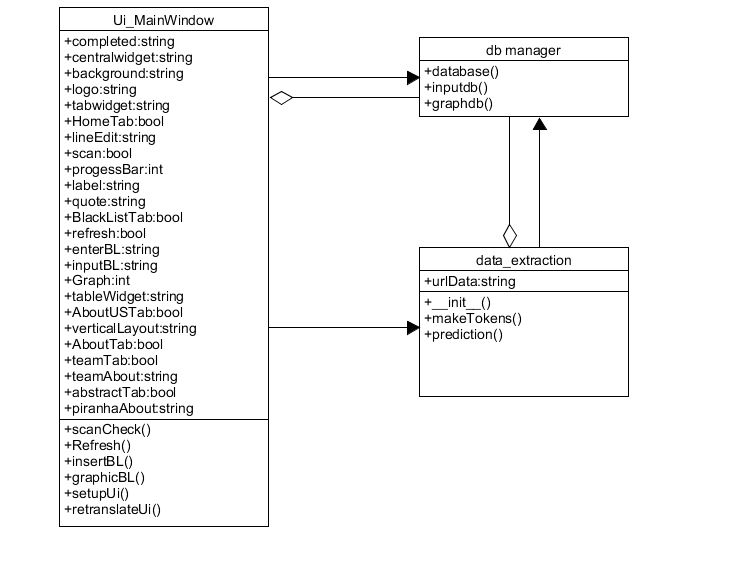 Ui_MainWindow
+completed:string
+centralwidget:string
+background:string
+logo:string
+tabwidget:string
+HomeTab:bool
+lineEdit:string
+scan:bool
+progessBar:int
+label:string
+quote:string
+BlackListTab:bool
+refresh:bool
+enterBL:string
+inputBL:string
+Graph:int
+tableWidget:string
+AboutUSTab:bool
+verticalLayout:string
+AboutTab:bool
+teamTab:bool
+teamAbout:string
+abstractTab:bool
+piranhaAbout:string
+scanCheck()
+Refresh()
+insertBL()
+graphicBL()
+setupUi()
+retranslateUi()
db manager
+database()
+inputdb()
+graphdb()
data_extraction
+urlData:string
+__init__()
+makeTokens()
+prediction()